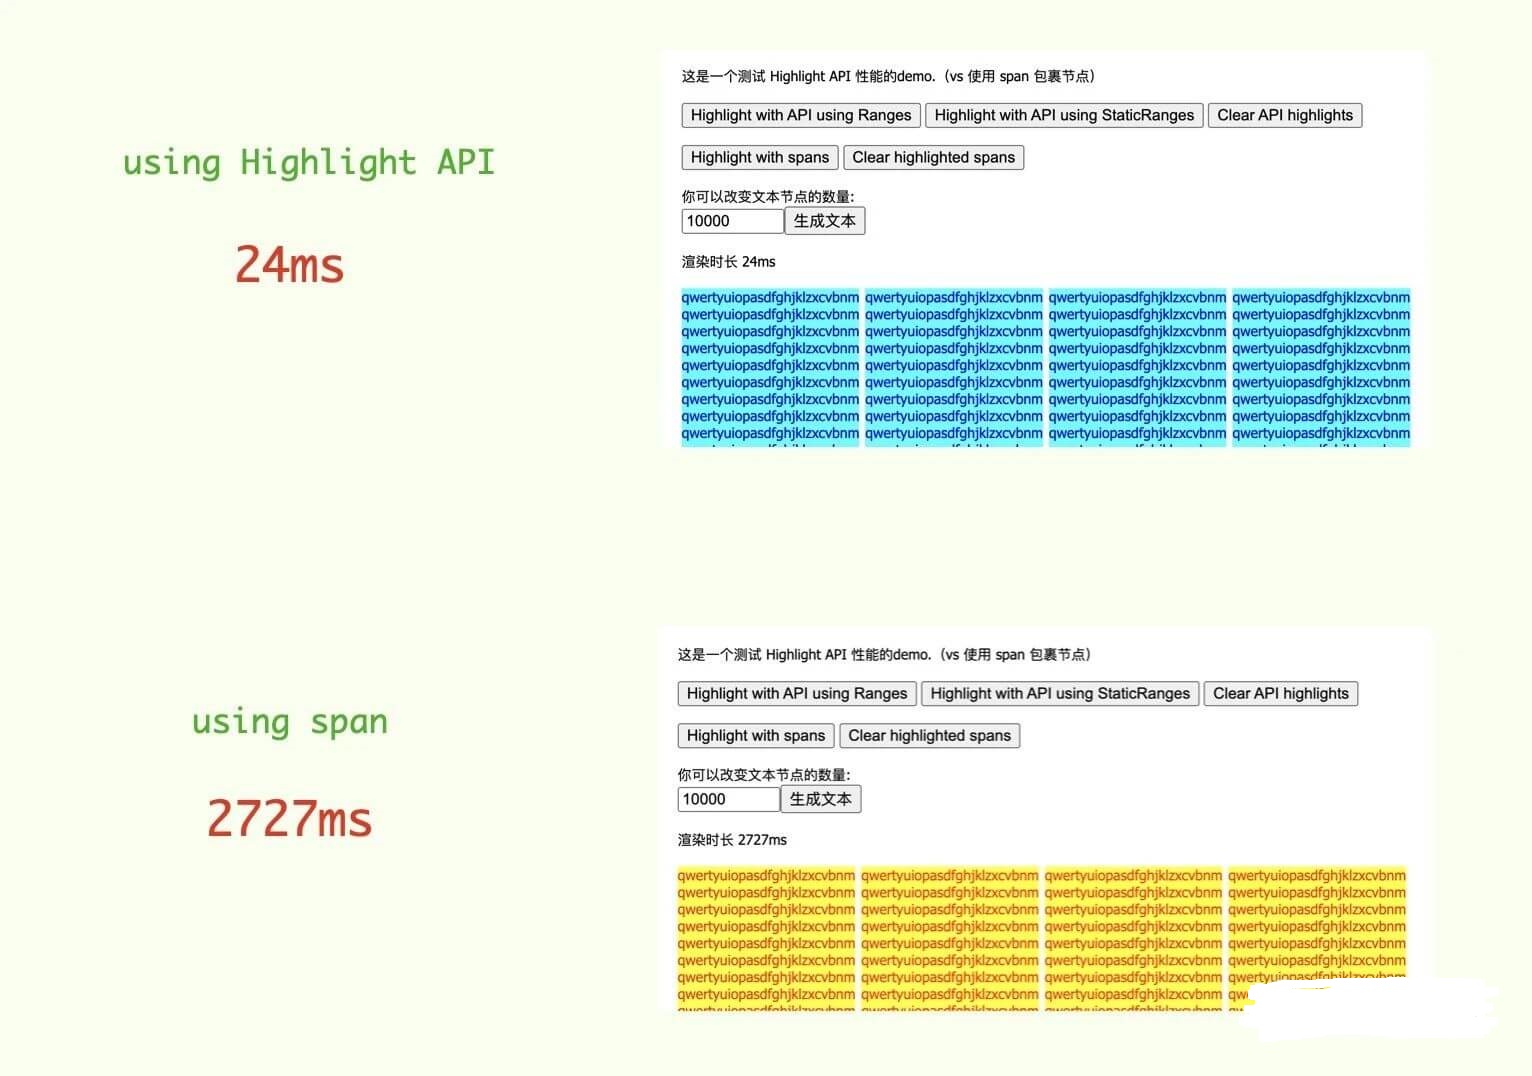 using Highlight API
24ms
这是一个测试 Highlight API 性能的demo.（vs 使用 span 包裹节点）
Highlight with API using Ranges Highlight with API using StaticRanges Clear API highlights
Highlight with spans Clear highlighted spans
你可以改变文本节点的数量:
10000 生成文本
渲染时长 24ms
qwertyuiopasdfghjklzxcvbnm qwertyuiopasdfghjklzxcvbnm qwertyuiopasdfghjklzxcvbnm qwertyuiopasdfghjklzxcvbnm
qwertyuiopasdfghjklzxcvbnm qwertyuiopasdfghjklzxcvbnm qwertyuiopasdfghjklzxcvbnm qwertyuiopasdfghjklzxcvbnm
qwertyuiopasdfghjklzxcvbnm qwertyuiopasdfghjklzxcvbnm qwertyuiopasdfghjklzxcvbnm qwertyuiopasdfghjklzxcvbnm
qwertyuiopasdfghjklzxcvbnm qwertyuiopasdfghjklzxcvbnm qwertyuiopasdfghjklzxcvbnm qwertyuiopasdfghjklzxcvbnm
qwertyuiopasdfghjklzxcvbnm qwertyuiopasdfghjklzxcvbnm qwertyuiopasdfghjklzxcvbnm qwertyuiopasdfghjklzxcvbnm
qwertyuiopasdfghjklzxcvbnm qwertyuiopasdfghjklzxcvbnm qwertyuiopasdfghjklzxcvbnm qwertyuiopasdfghjklzxcvbnm
qwertyuiopasdfghjklzxcvbnm qwertyuiopasdfghjklzxcvbnm qwertyuiopasdfghjklzxcvbnm qwertyuiopasdfghjklzxcvbnm
qwertyuiopasdfghjklzxcvbnm qwertyuiopasdfghjklzxcvbnm qwertyuiopasdfghjklzxcvbnm qwertyuiopasdfghjklzxcvbnm
qwertyuiopasdfghjklzxcvbnm qwertyuiopasdfghjklzxcvbnm qwertyuiopasdfghjklzxcvbnm qwertyuiopasdfghjklzxcvbnm
using span
2727ms
这是一个测试 Highlight API 性能的demo.（vs 使用 span 包裹节点）
Highlight with API using Ranges Highlight with API using StaticRanges Clear API highlights
Highlight with spans Clear highlighted spans
你可以改变文本节点的数量:
10000 生成文本
渲染时长 2727ms
qwertyuiopasdfghjklzxcvbnm qwertyuiopasdfghjklzxcvbnm qwertyuiopasdfghjklzxcvbnm qwertyuiopasdfghjklzxcvbnm
qwertyuiopasdfghjklzxcvbnm qwertyuiopasdfghjklzxcvbnm qwertyuiopasdfghjklzxcvbnm qwertyuiopasdfghjklzxcvbnm
qwertyuiopasdfghjklzxcvbnm qwertyuiopasdfghjklzxcvbnm qwertyuiopasdfghjklzxcvbnm qwertyuiopasdfghjklzxcvbnm
qwertyuiopasdfghjklzxcvbnm qwertyuiopasdfghjklzxcvbnm qwertyuiopasdfghjklzxcvbnm qwertyuiopasdfghjklzxcvbnm
qwertyuiopasdfghjklzxcvbnm qwertyuiopasdfghjklzxcvbnm qwertyuiopasdfghjklzxcvbnm qwertyuiopasdfghjklzxcvbnm
qwertyuiopasdfghjklzxcvbnm qwertyuiopasdfghjklzxcvbnm qwertyuiopasdfghjklzxcvbnm qwertyuiopasdfghjklzxcvbnm
qwertyuiopasdfghjklzxcvbnm qwertyuiopasdfghjklzxcvbnm qwertyuiopasdfghjklzxcvbnm
qwertyuiopasdfghjklzxcvbnm qwertyuiopasdfghjklzxcvbnm qwertyuiopasdfghjklzxcvbnm